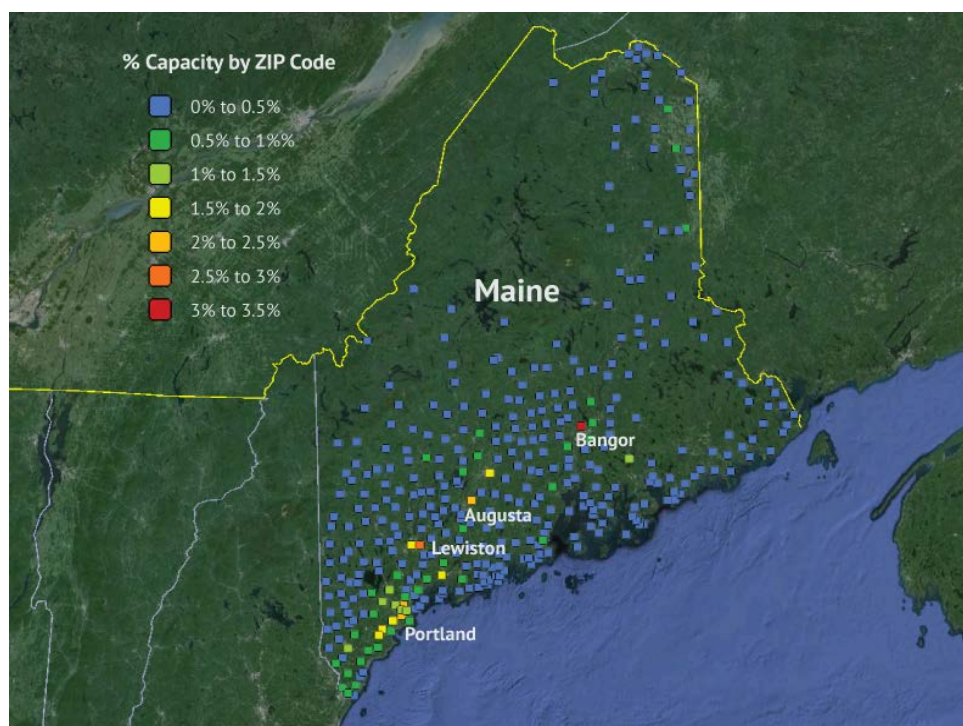 % Capacity by ZIP Code
0% to 0.5%
0.5% to 1%%
1% to 1.5%
1.5% to 2%
2% to 2.5%
2.5% to 3%
3% to 3.5%
Maine
Bangor
Augusta
Lewiston
Portland